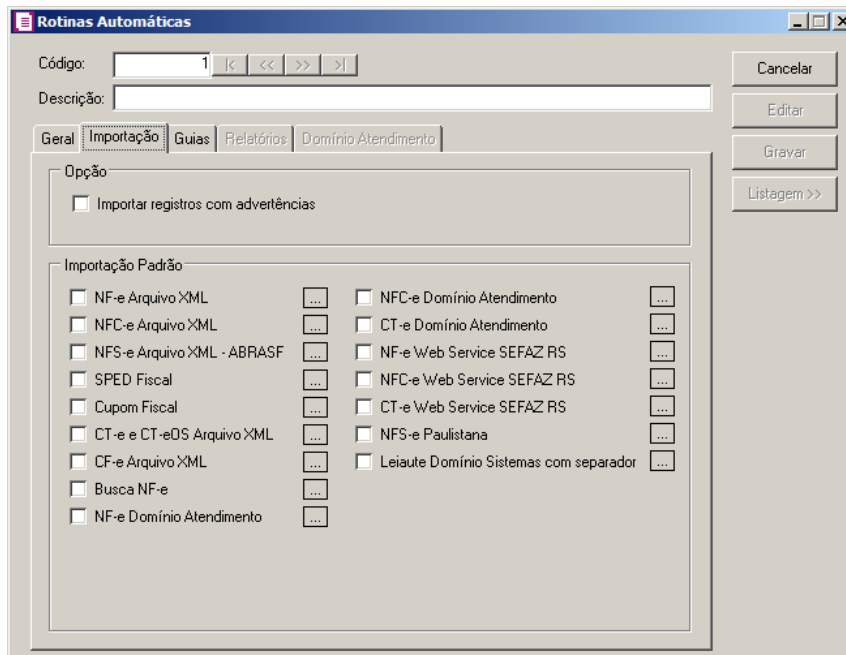 Rotinas Automáticas
Código: 1 |< << >> >|
Cancelar
Descrição:
Editar
Geral Importação Guias Relatórios Domínio Atendimento
Gravar
Opção
Listagem >>
Importar registros com advertências
Importação Padrão
NF-e Arquivo XML ... NFC-e Domínio Atendimento ...
NFC-e Arquivo XML ... CT-e Domínio Atendimento ...
NFS-e Arquivo XML - ABRASF ... NF-e Web Service SEFAZ RS ...
SPED Fiscal ... NFC-e Web Service SEFAZ RS ...
Cupom Fiscal ... CT-e Web Service SEFAZ RS ...
CT-e e CT-eOS Arquivo XML ... NFS-e Paulistana ...
CF-e Arquivo XML ... Leiaute Domínio Sistemas com separador ...
Busca NF-e ...
NF-e Domínio Atendimento ...